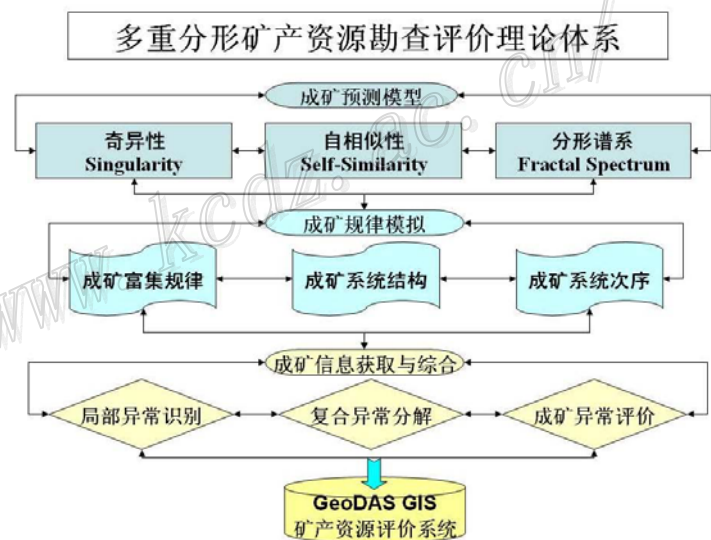 多重分形矿产资源勘查评价理论体系
成矿预测模型
奇异性
Singularity
自相似性
Self-Similarity
分形谱系
Fractal Spectrum
成矿规律模拟
成矿富集规律
成矿系统结构
成矿系统次序
成矿信息获取与综合
局部异常识别
复合异常分解
成矿异常评价
GeoDAS GIS
矿产资源评价系统
www.kcdz.ac.cn/